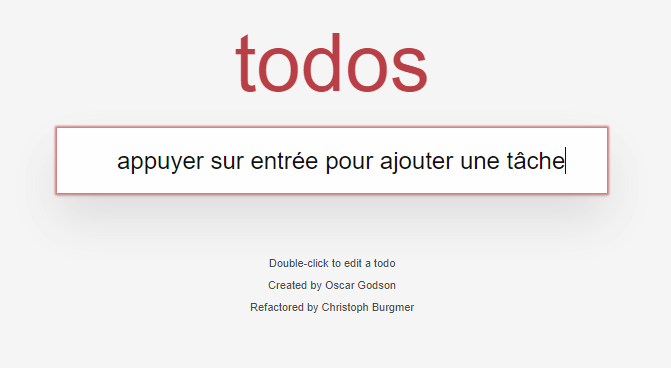 todos
appuyer sur entrée pour ajouter une tâche
Double-click to edit a todo
Created by Oscar Godson
Refactored by Christoph Burgmer